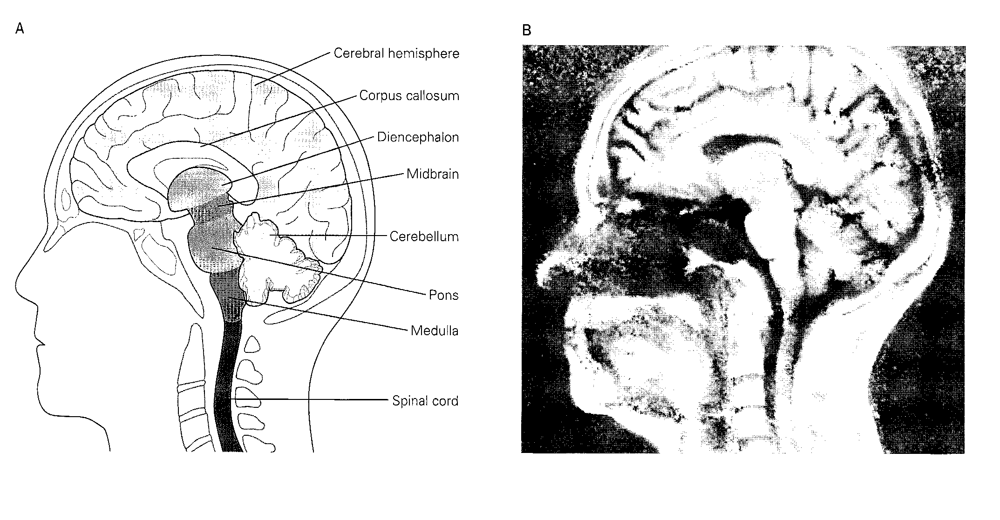 A
B
Cerebral hemisphere
Corpus callosum
Diencephalon
Midbrain
Cerebellum
Pons
Medulla
Spinal cord